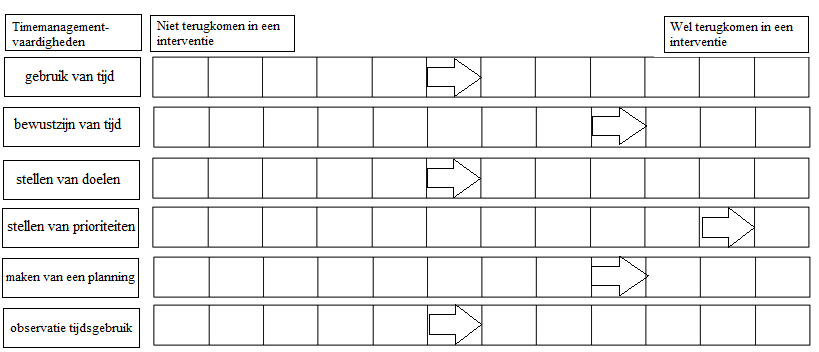 Timemanagement-
vaardigheden
Niet terugkomen in een
interventie
Wel terugkomen in een
interventie
gebruik van tijd
bewustzijn van tijd
stellen van doelen
stellen van prioriteiten
maken van een planning
observatie tijdsgebruik